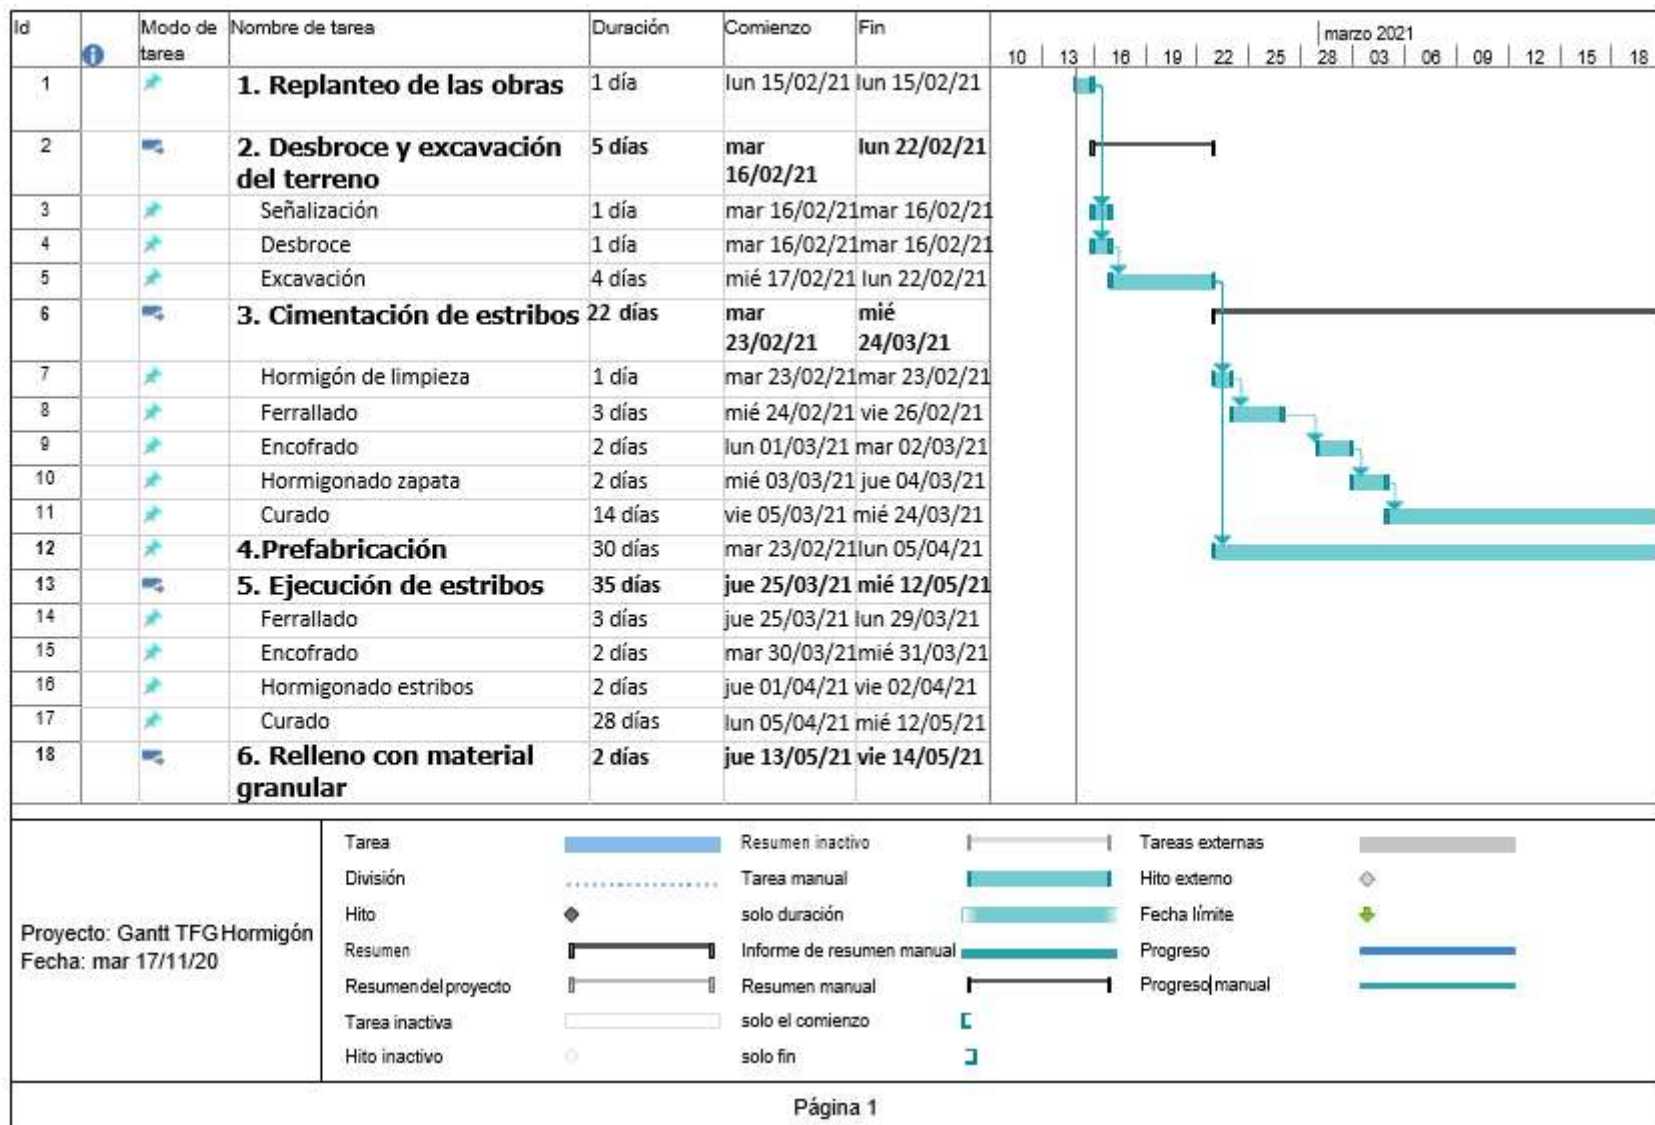 Id Modo de tarea Nombre de tarea Duración Comienzo Fin
marzo 2021
10 13 16 19 22 25 28 03 06 09 12 15 18
1 1. Replanteo de las obras 1 día lun 15/02/21 lun 15/02/21
2 2. Desbroce y excavación del terreno 5 días mar 16/02/21 lun 22/02/21
3 Señalización 1 día mar 16/02/21 mar 16/02/21
4 Desbroce 1 día mar 16/02/21 mar 16/02/21
5 Excavación 4 días mié 17/02/21 lun 22/02/21
6 3. Cimentación de estribos 22 días mar 23/02/21 mié 24/03/21
7 Hormigón de limpieza 1 día mar 23/02/21 mar 23/02/21
8 Ferrallado 3 días mié 24/02/21 vie 26/02/21
9 Encofrado 2 días lun 01/03/21 mar 02/03/21
10 Hormigonado zapata 2 días mié 03/03/21 jue 04/03/21
11 Curado 14 días vie 05/03/21 mié 24/03/21
12 4.Prefabricación 30 días mar 23/02/21 lun 05/04/21
13 5. Ejecución de estribos 35 días jue 25/03/21 mié 12/05/21
14 Ferrallado 3 días jue 25/03/21 lun 29/03/21
15 Encofrado 2 días mar 30/03/21 mié 31/03/21
16 Hormigonado estribos 2 días jue 01/04/21 vie 02/04/21
17 Curado 28 días lun 05/04/21 mié 12/05/21
18 6. Relleno con material granular 2 días jue 13/05/21 vie 14/05/21
Proyecto: Gantt TFG Hormigón
Fecha: mar 17/11/20
Tarea
División
Hito
Resumen
Resumen del proyecto
Tarea inactiva
Hito inactivo
Resumen inactivo
Tarea manual
solo duración
Informe de resumen manual
Resumen manual
solo el comienzo
solo fin
Tareas externas
Hito externo
Fecha límite
Progreso
Progreso manual
Página 1